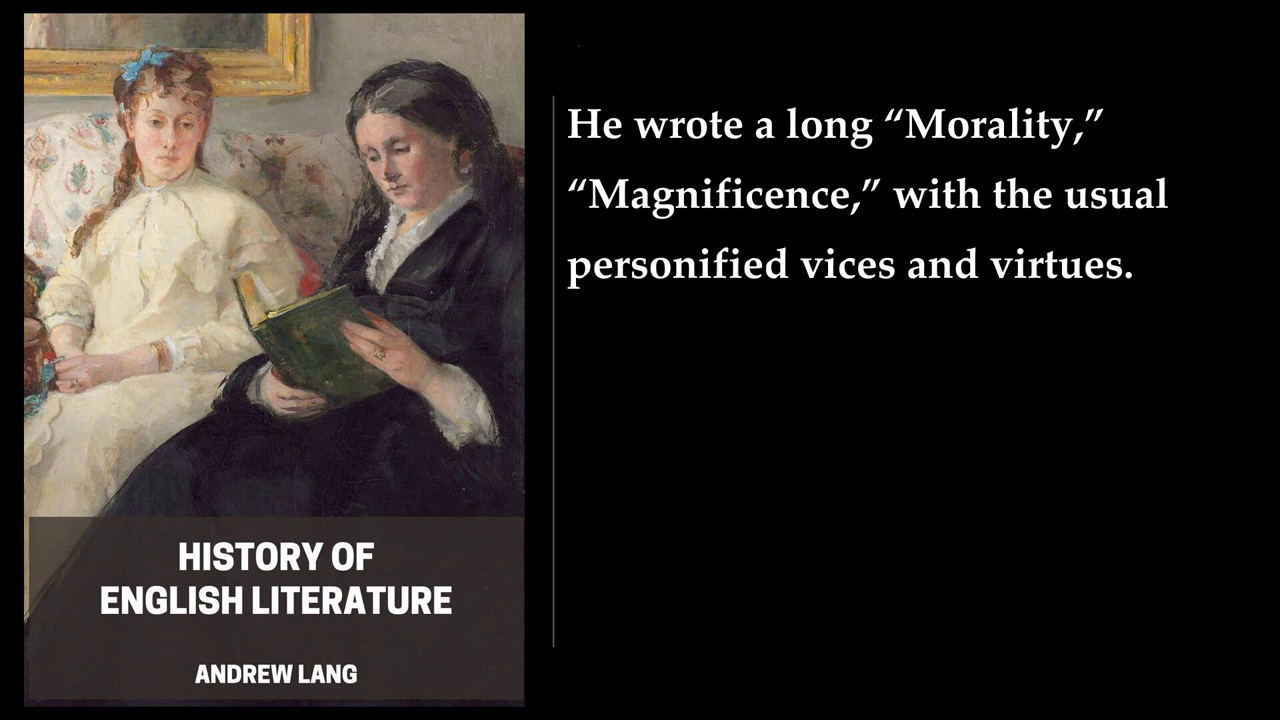 He wrote a long “Morality,”
“Magnificence,” with the usual
personified vices and virtues.
HISTORY OF
ENGLISH LITERATURE
ANDREW LANG